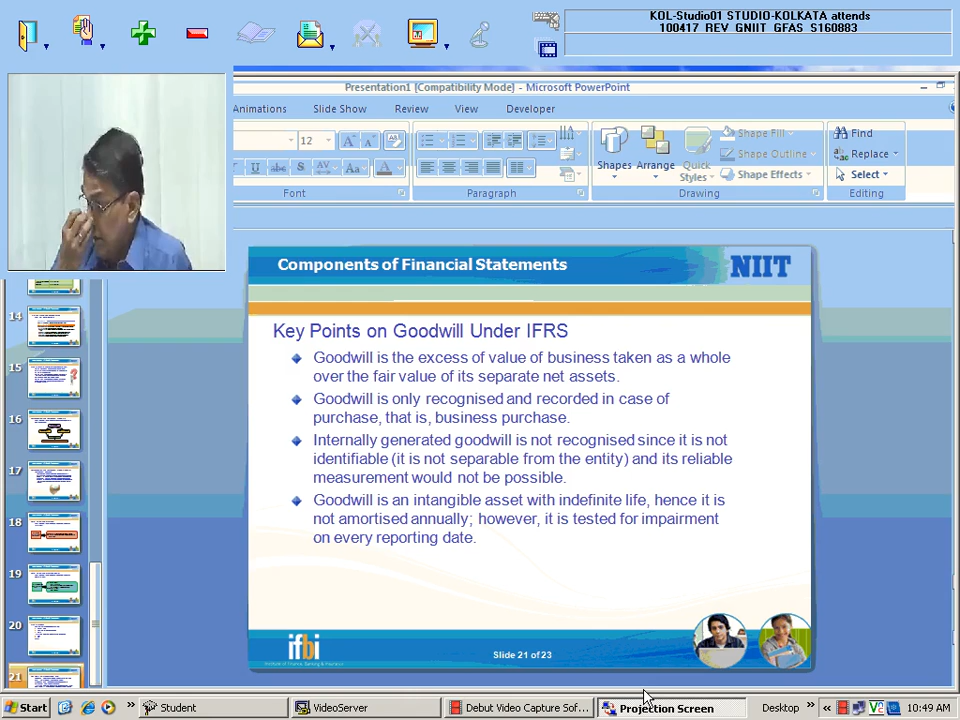 KOL-Studio01 STUDIO-KOLKATA attends
100417_REV_GNIIT_GFAS_S160883
Presentation1 [Compatibility Mode] - Microsoft PowerPoint
Animations Slide Show Review View Developer
12
Aa
Shapes Arrange Quick Styles
Shape Fill
Shape Outline
Shape Effects
Find
Replace
Select
Font Paragraph Drawing Editing
Components of Financial Statements
NIIT
Key Points on Goodwill Under IFRS
Goodwill is the excess of value of business taken as a whole
over the fair value of its separate net assets.
Goodwill is only recognised and recorded in case of
purchase, that is, business purchase.
Internally generated goodwill is not recognised since it is not
identifiable (it is not separable from the entity) and its reliable
measurement would not be possible.
Goodwill is an intangible asset with indefinite life, hence it is
not amortised annually; however, it is tested for impairment
on every reporting date.
14
15
16
17
18
19
20
21
ifbi
Institute of Finance, Banking & Insurance
Slide 21 of 23
Start Student VideoServer Debut Video Capture Sof... Projection Screen Desktop 10:49 AM